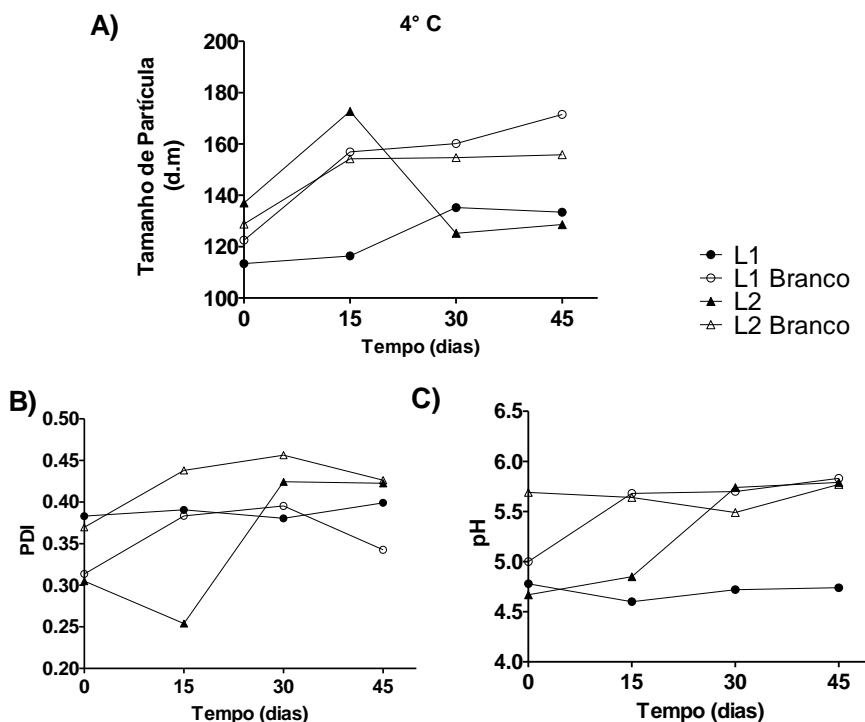 A)
4° C
Tamanho de Partícula
(d.m)
200
180
160
140
120
100
0
15
30
45
Tempo (dias)
L1
L1 Branco
L2
L2 Branco
B)
PDI
0.50
0.45
0.40
0.35
0.30
0.25
0.20
0
15
30
45
Tempo (dias)
C)
pH
6.5
6.0
5.5
5.0
4.5
4.0
0
15
30
45
Tempo (dias)